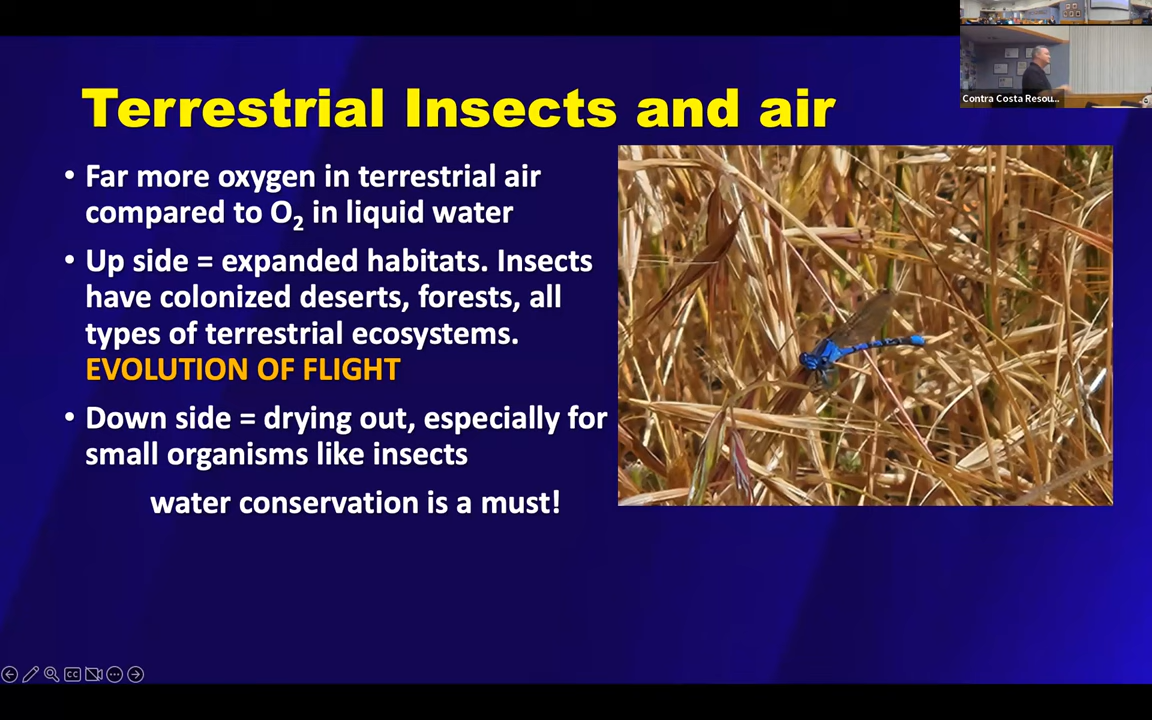 Contra Costa Resou...
Terrestrial Insects and air
• Far more oxygen in terrestrial air
compared to O₂ in liquid water
• Up side = expanded habitats. Insects
have colonized deserts, forests, all
types of terrestrial ecosystems.
EVOLUTION OF FLIGHT
• Down side = drying out, especially for
small organisms like insects
water conservation is a must!
CC